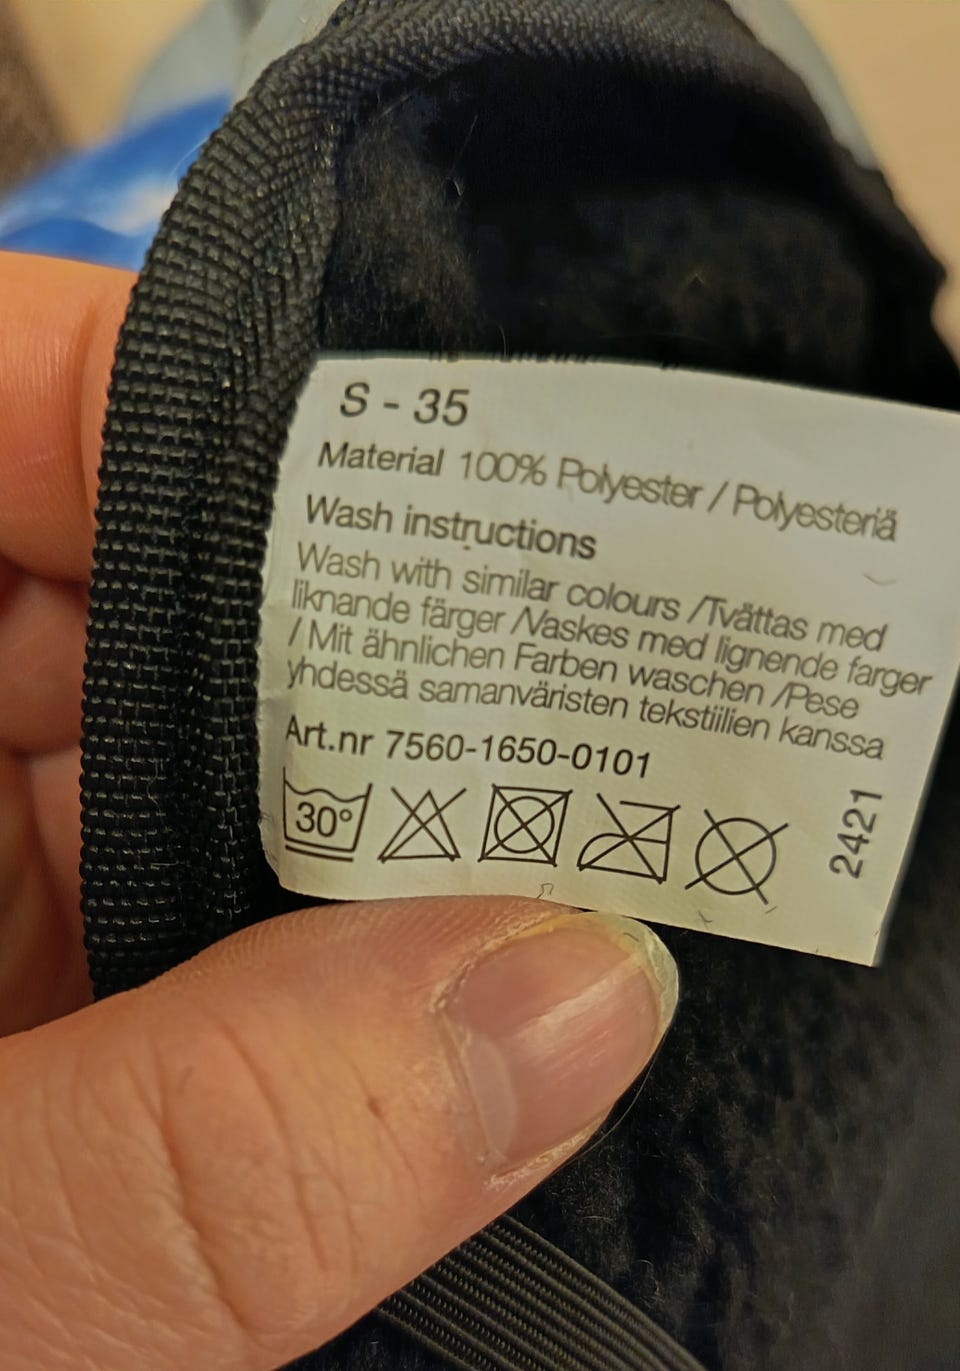 S - 35
Material 100% Polyester / Polyesteriä
Wash instructions
Wash with similar colours /Tvättas med
liknande färger /Vaskes med lignende farger
/ Mit ähnlichen Farben waschen /Pese
yhdessä samanväristen tekstiilien kanssa
Art.nr 7560-1650-0101
30°
2421